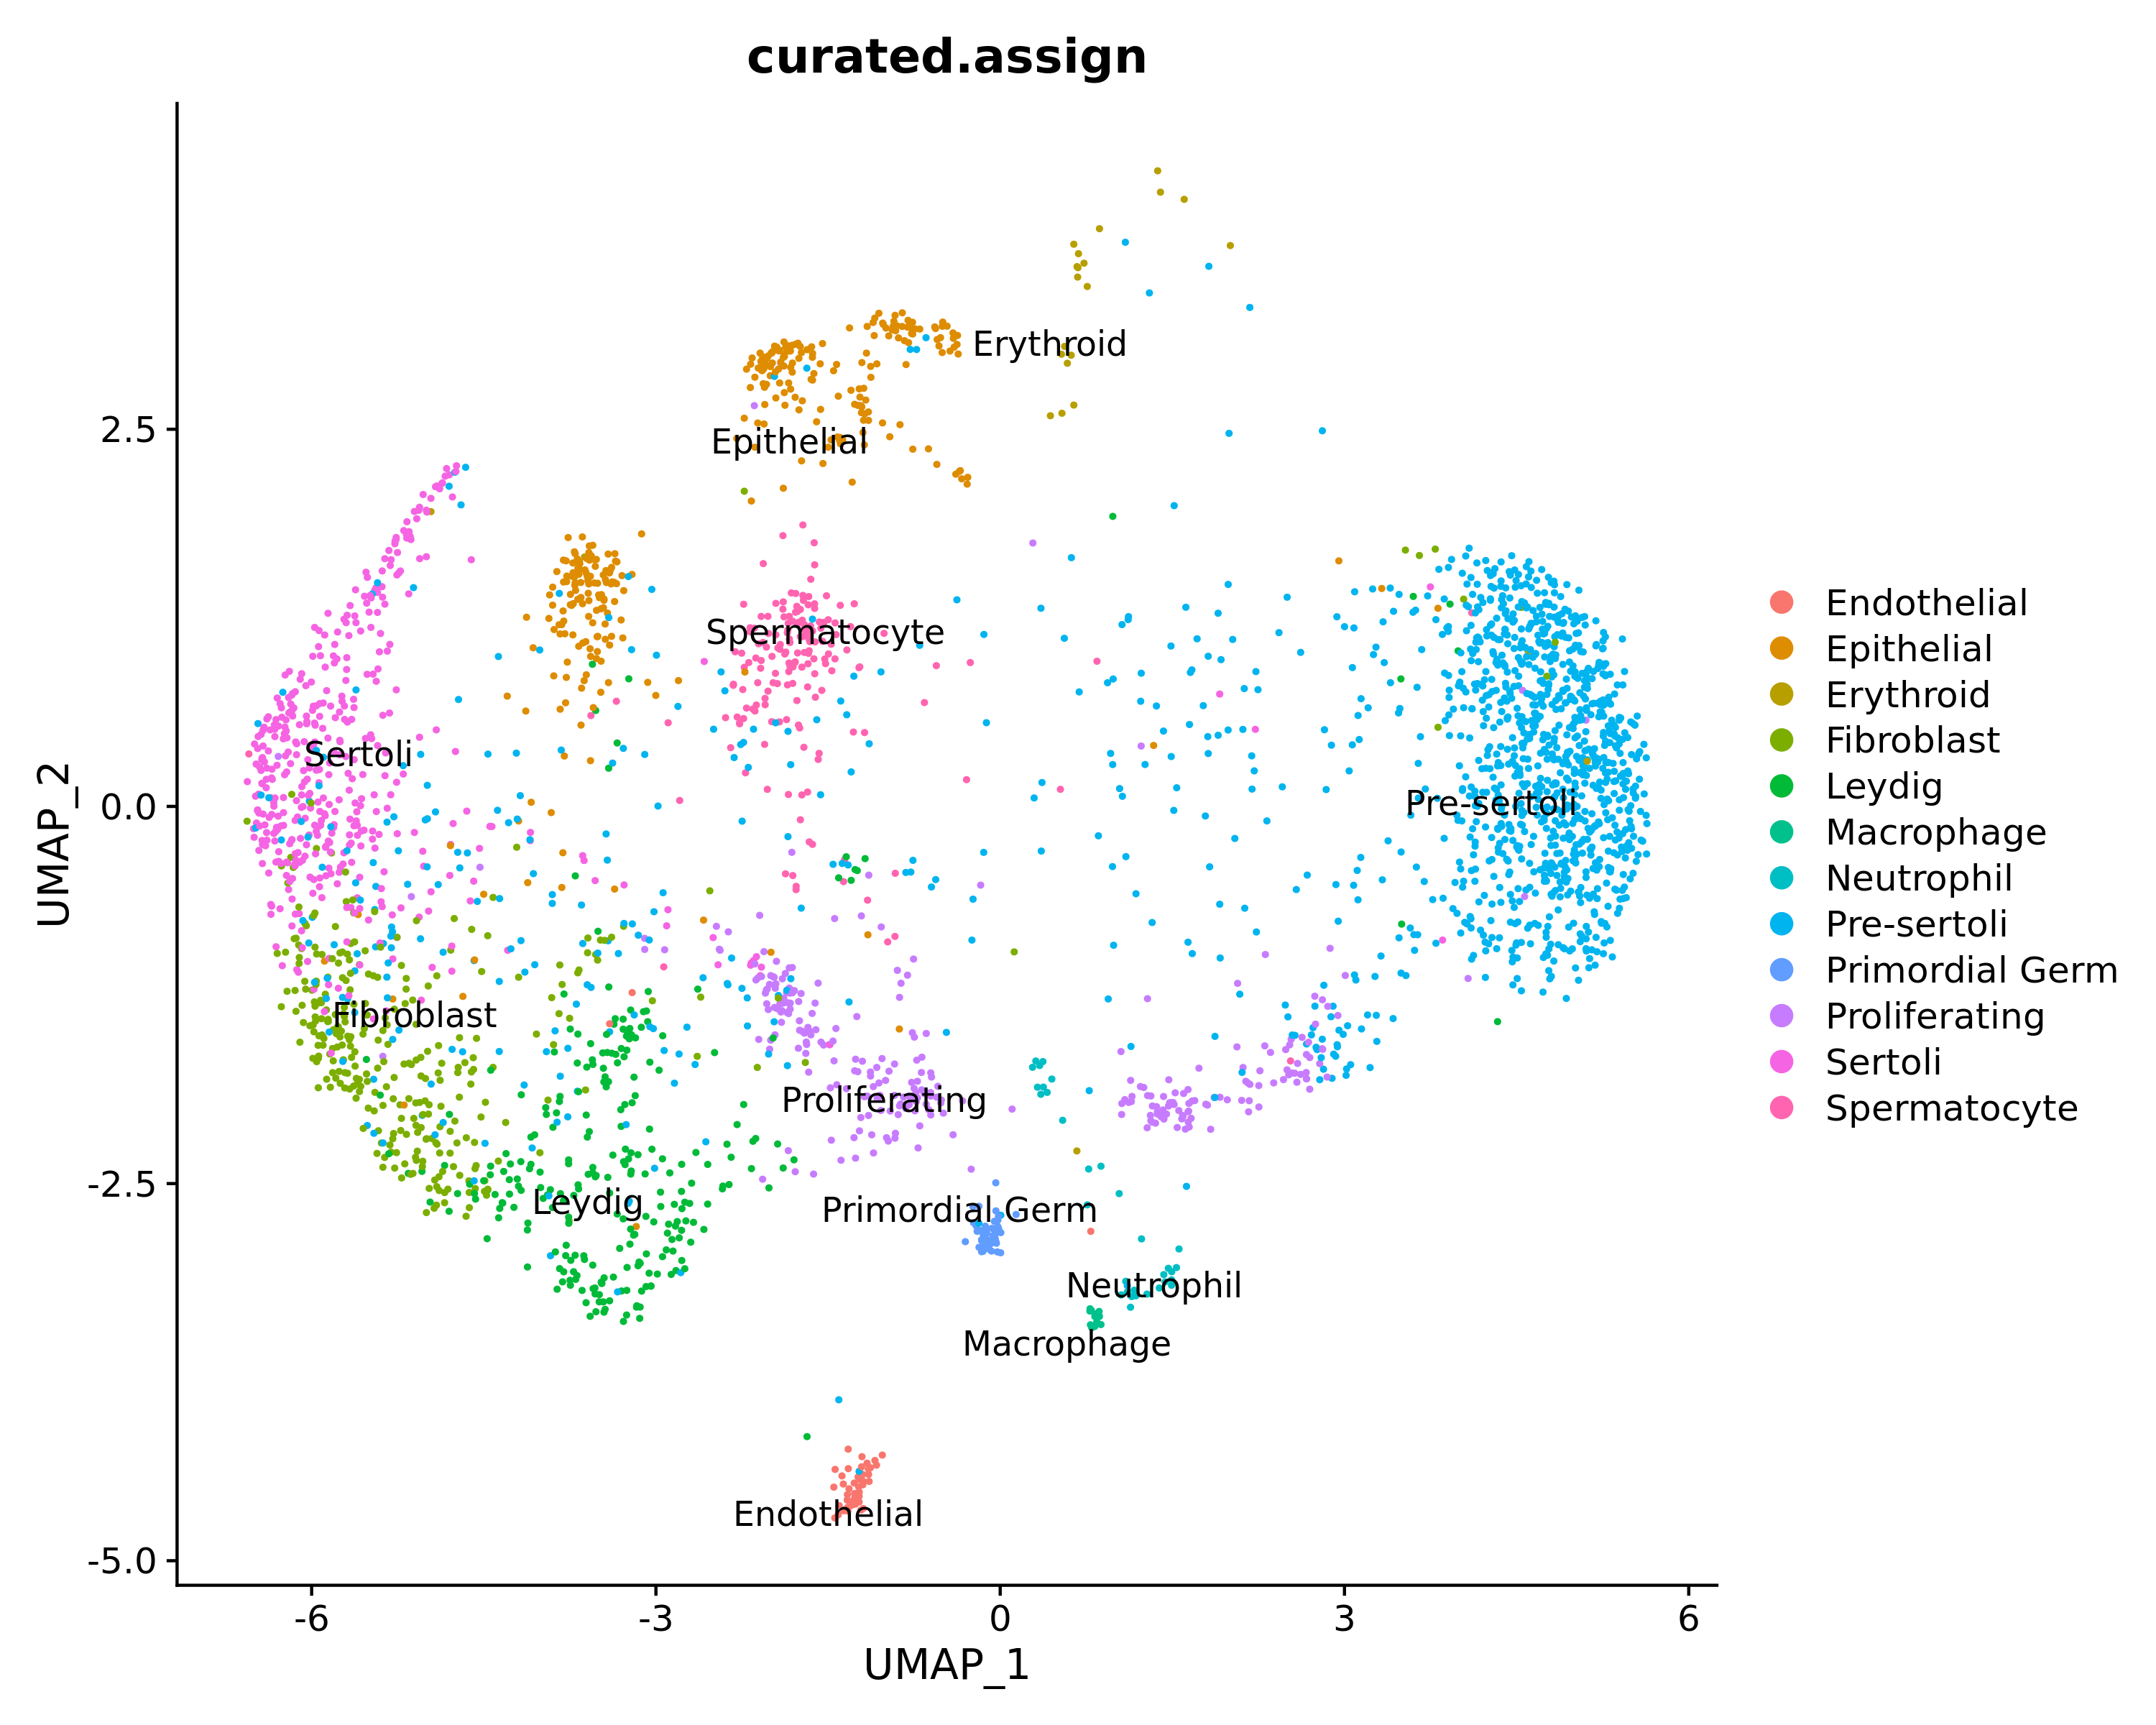 curated.assign
UMAP_2
2.5
0.0
-2.5
-5.0
Erythroid
Epithelial
Spermatocyte
Sertoli
Pre-sertoli
Fibroblast
Proliferating
Leydig
Primordial Germ
Neutrophil
Macrophage
Endothelial
-6
-3
0
3
6
UMAP_1
Endothelial
Epithelial
Erythroid
Fibroblast
Leydig
Macrophage
Neutrophil
Pre-sertoli
Primordial Germ
Proliferating
Sertoli
Spermatocyte